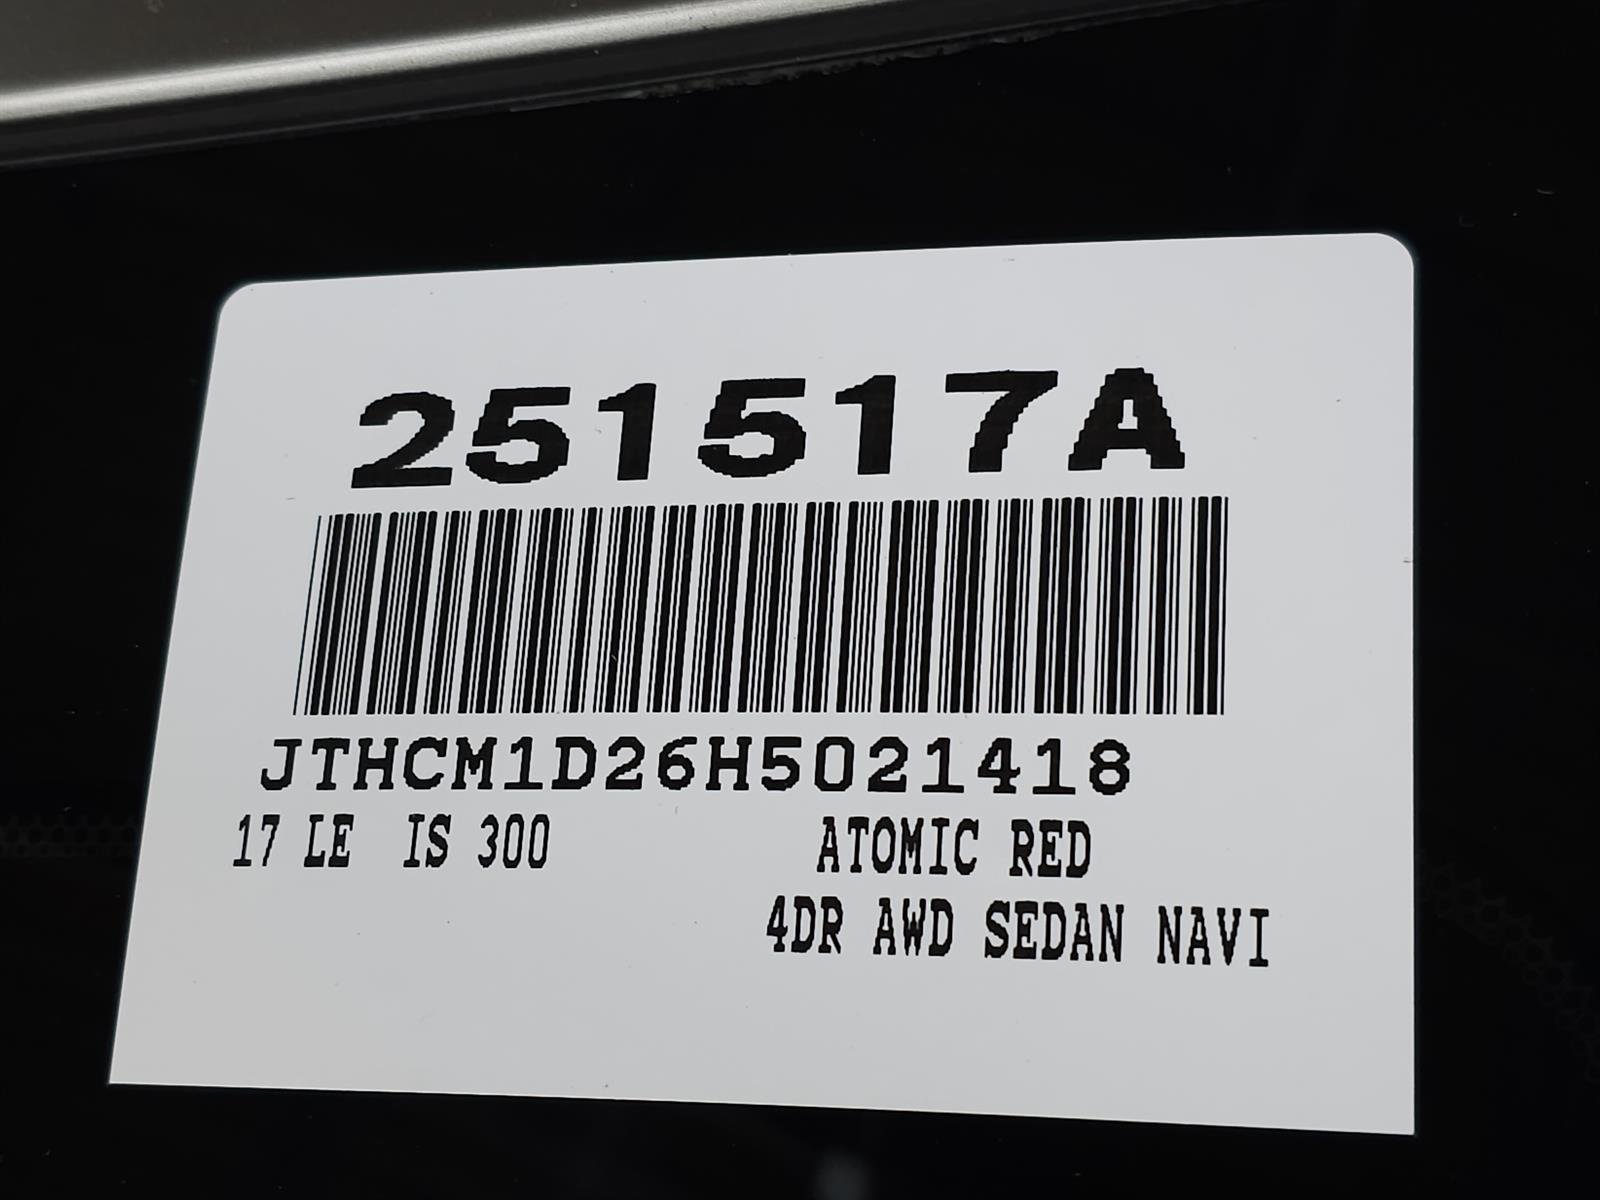 251517A
JTHCM1D26H5021418
17 LE IS 300 ATOMIC RED
4DR AWD SEDAN NAVI